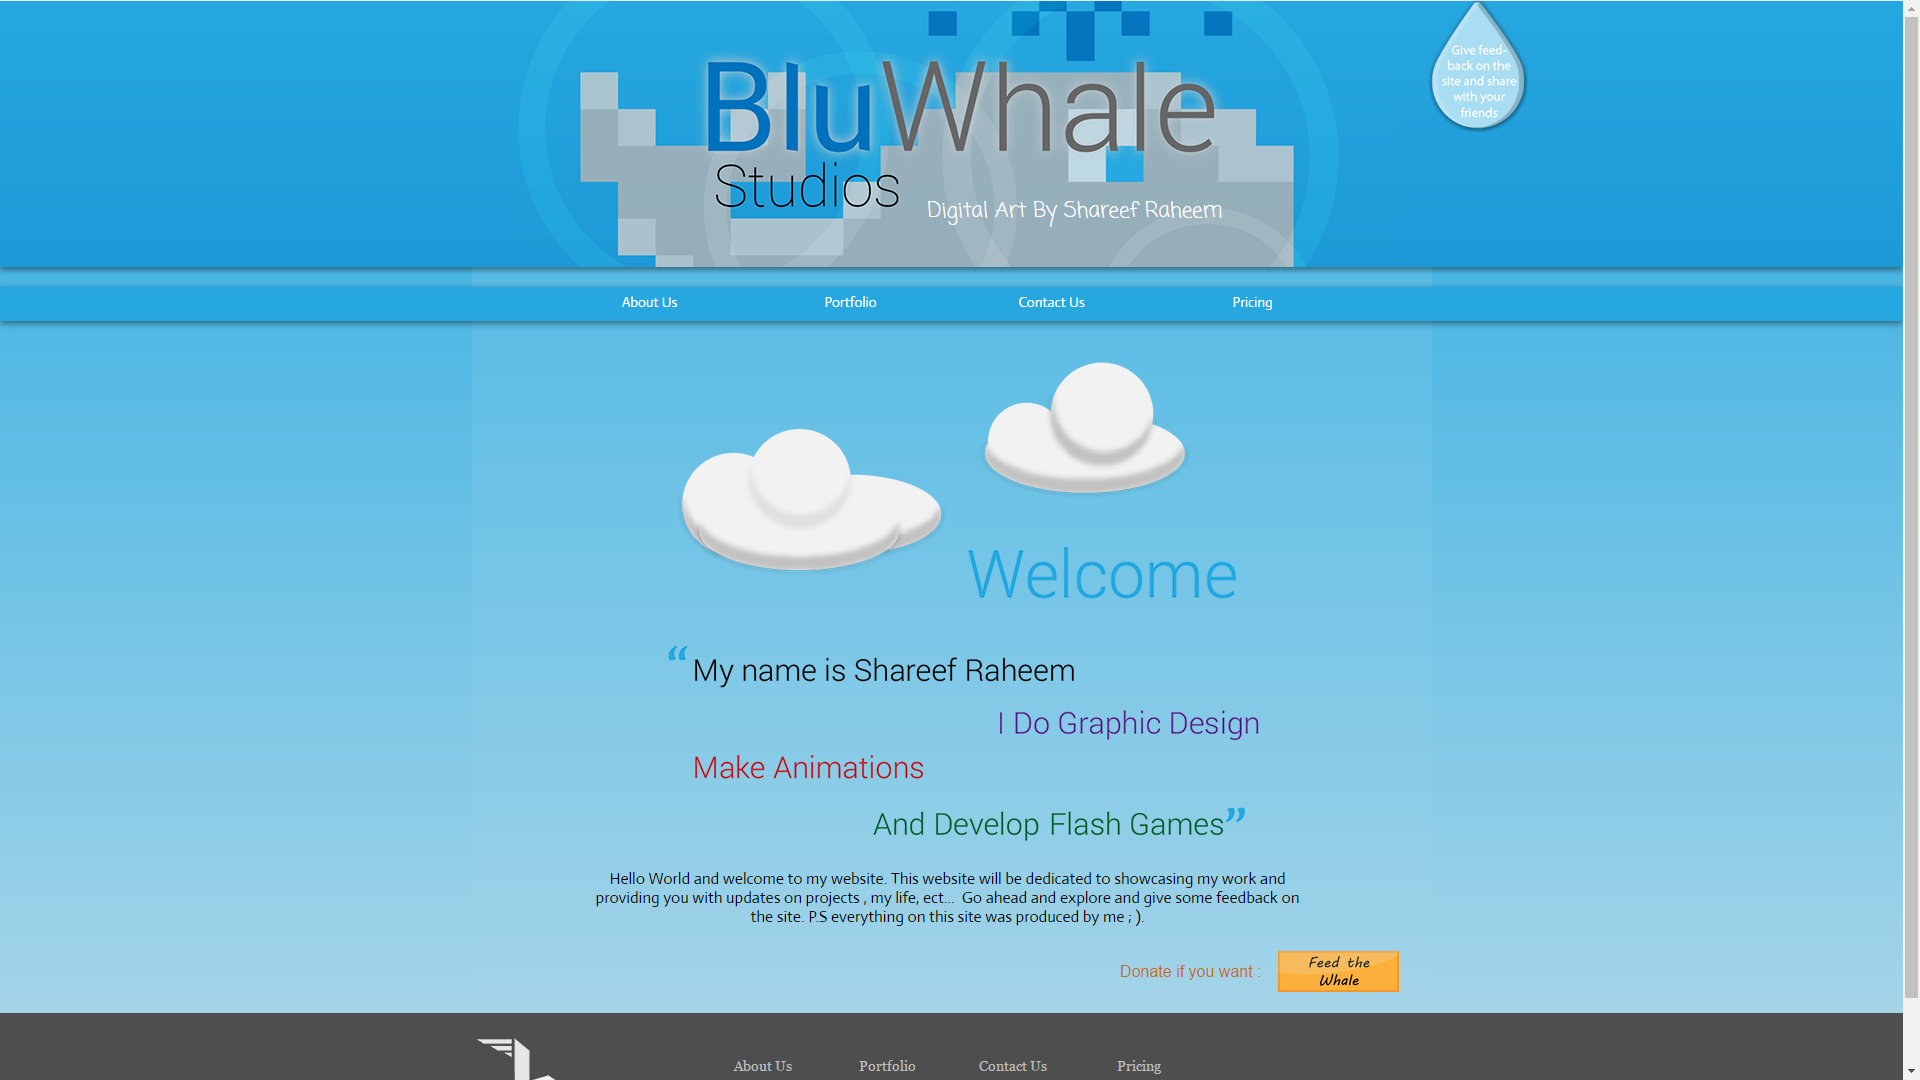 Give feed-
back on the
site and share
with your
friends
BluWhale
Studios
Digital Art By Shareef Raheem
About Us Portfolio Contact Us Pricing
Welcome
“My name is Shareef Raheem
I Do Graphic Design
Make Animations
And Develop Flash Games”
Hello World and welcome to my website. This website will be dedicated to showcasing my work and
providing you with updates on projects , my life, ect... Go ahead and explore and give some feedback on
the site. P.S everything on this site was produced by me ; ).
Donate if you want :
Feed the
Whale
About Us Portfolio Contact Us Pricing